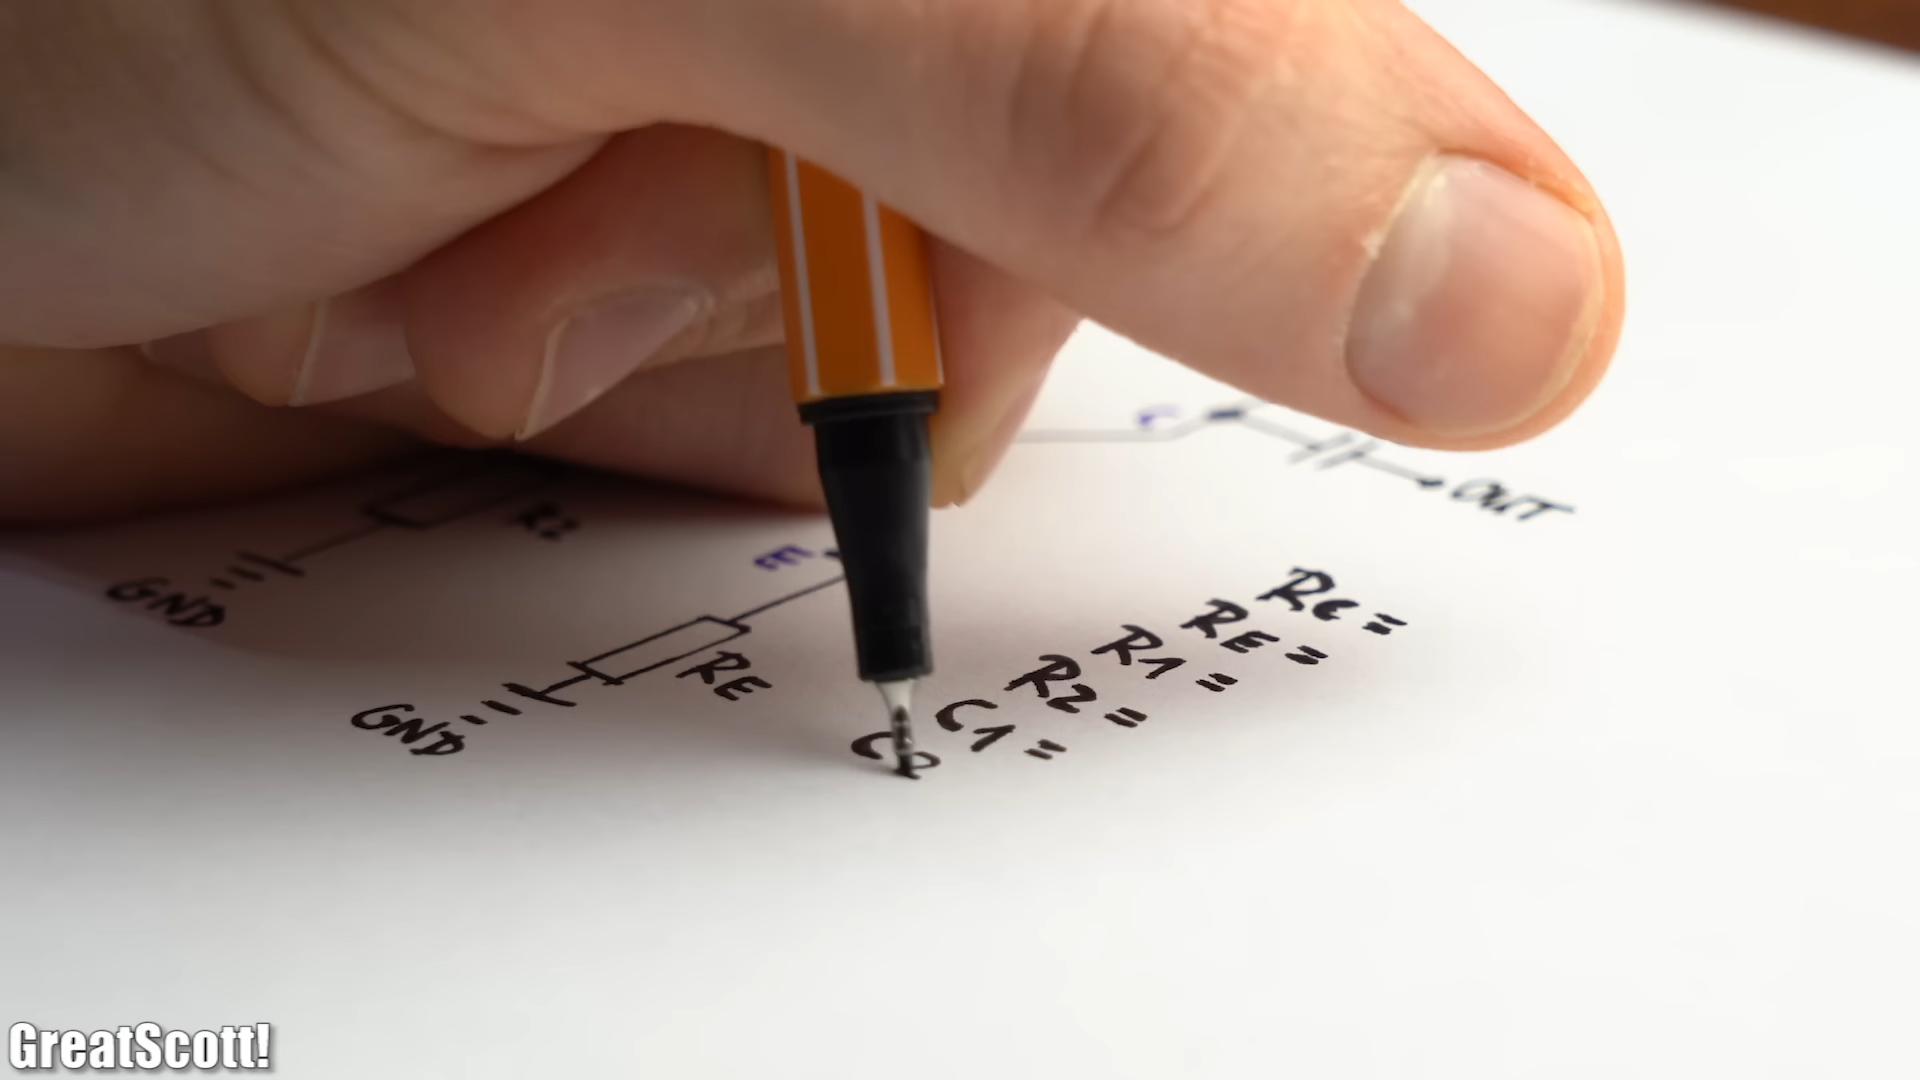 C
OUT
R2
GND
E
RE
GND
RC =
RE =
R1 =
R2 =
C1 =
C2
GreatScott!